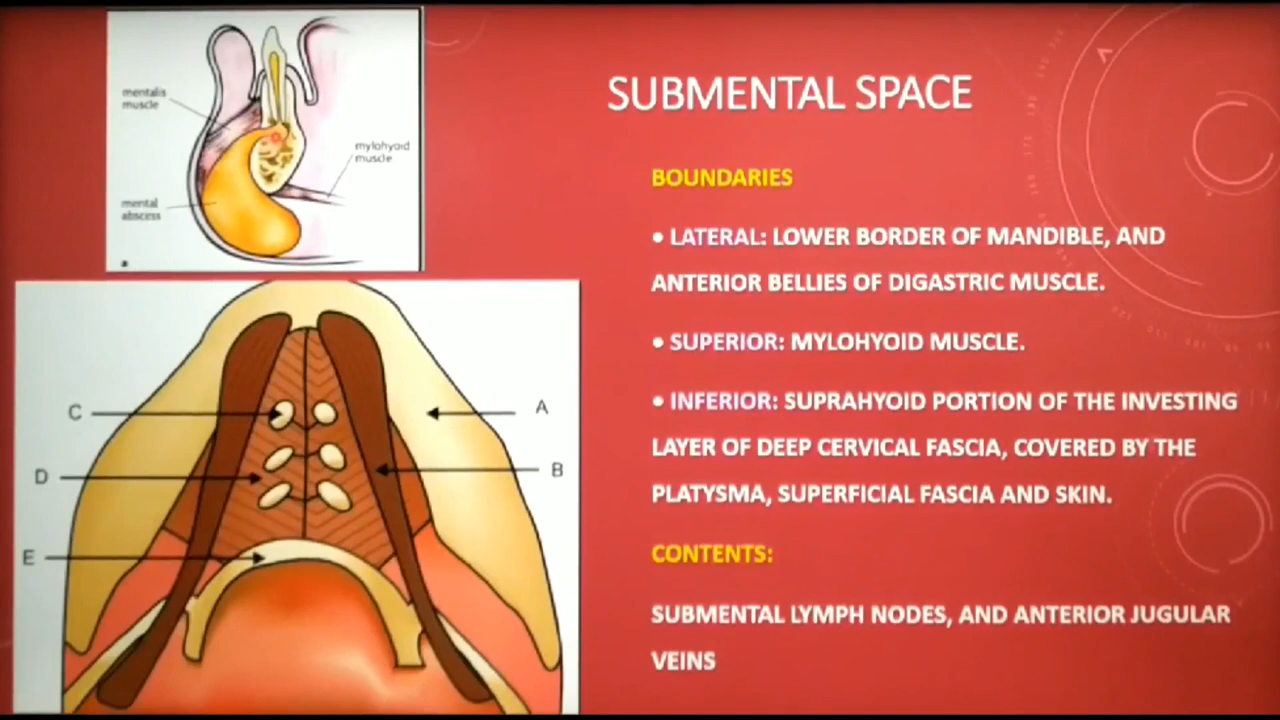 mentalis
muscle
mylohyoid
muscle
mental
abscess
a
C
A
D
B
E
SUBMENTAL SPACE
BOUNDARIES
• LATERAL: LOWER BORDER OF MANDIBLE, AND
ANTERIOR BELLIES OF DIGASTRIC MUSCLE.
• SUPERIOR: MYLOHYOID MUSCLE.
• INFERIOR: SUPRAHYOID PORTION OF THE INVESTING
LAYER OF DEEP CERVICAL FASCIA, COVERED BY THE
PLATYSMA, SUPERFICIAL FASCIA AND SKIN.
CONTENTS:
SUBMENTAL LYMPH NODES, AND ANTERIOR JUGULAR
VEINS